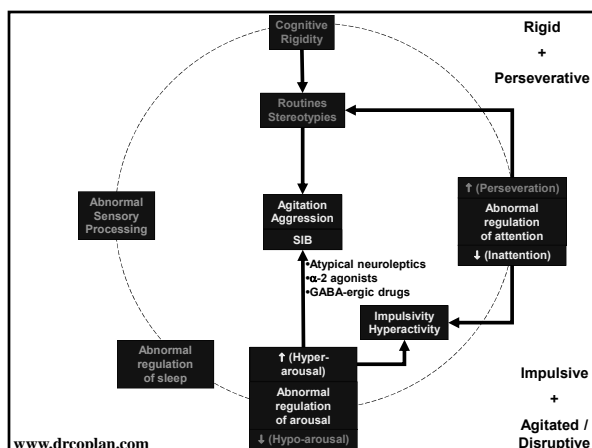 Cognitive
Rigidity
Rigid
+
Perseverative
Routines
Stereotypies
↑ (Perseveration)
Abnormal
regulation
of attention
↓ (Inattention)
Abnormal
Sensory
Processing
Agitation
Aggression
SIB
•Atypical neuroleptics
•α-2 agonists
•GABA-ergic drugs
Impulsivity
Hyperactivity
Abnormal
regulation
of sleep
↑ (Hyper-
arousal)
Abnormal
regulation
of arousal
↓ (Hypo-arousal)
Impulsive
+
Agitated /
Disruptive
www.drcoplan.com